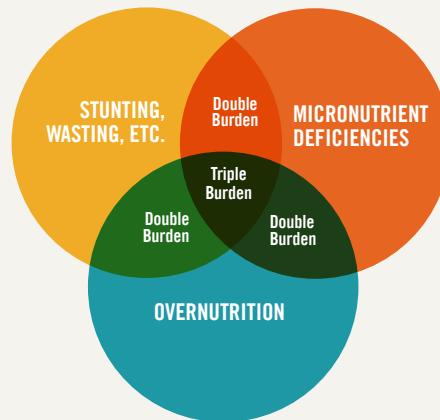 Double
Burden
STUNTING,
WASTING, ETC.
MICRONUTRIENT
DEFICIENCIES
Triple
Burden
Double
Burden
Double
Burden
OVERNUTRITION